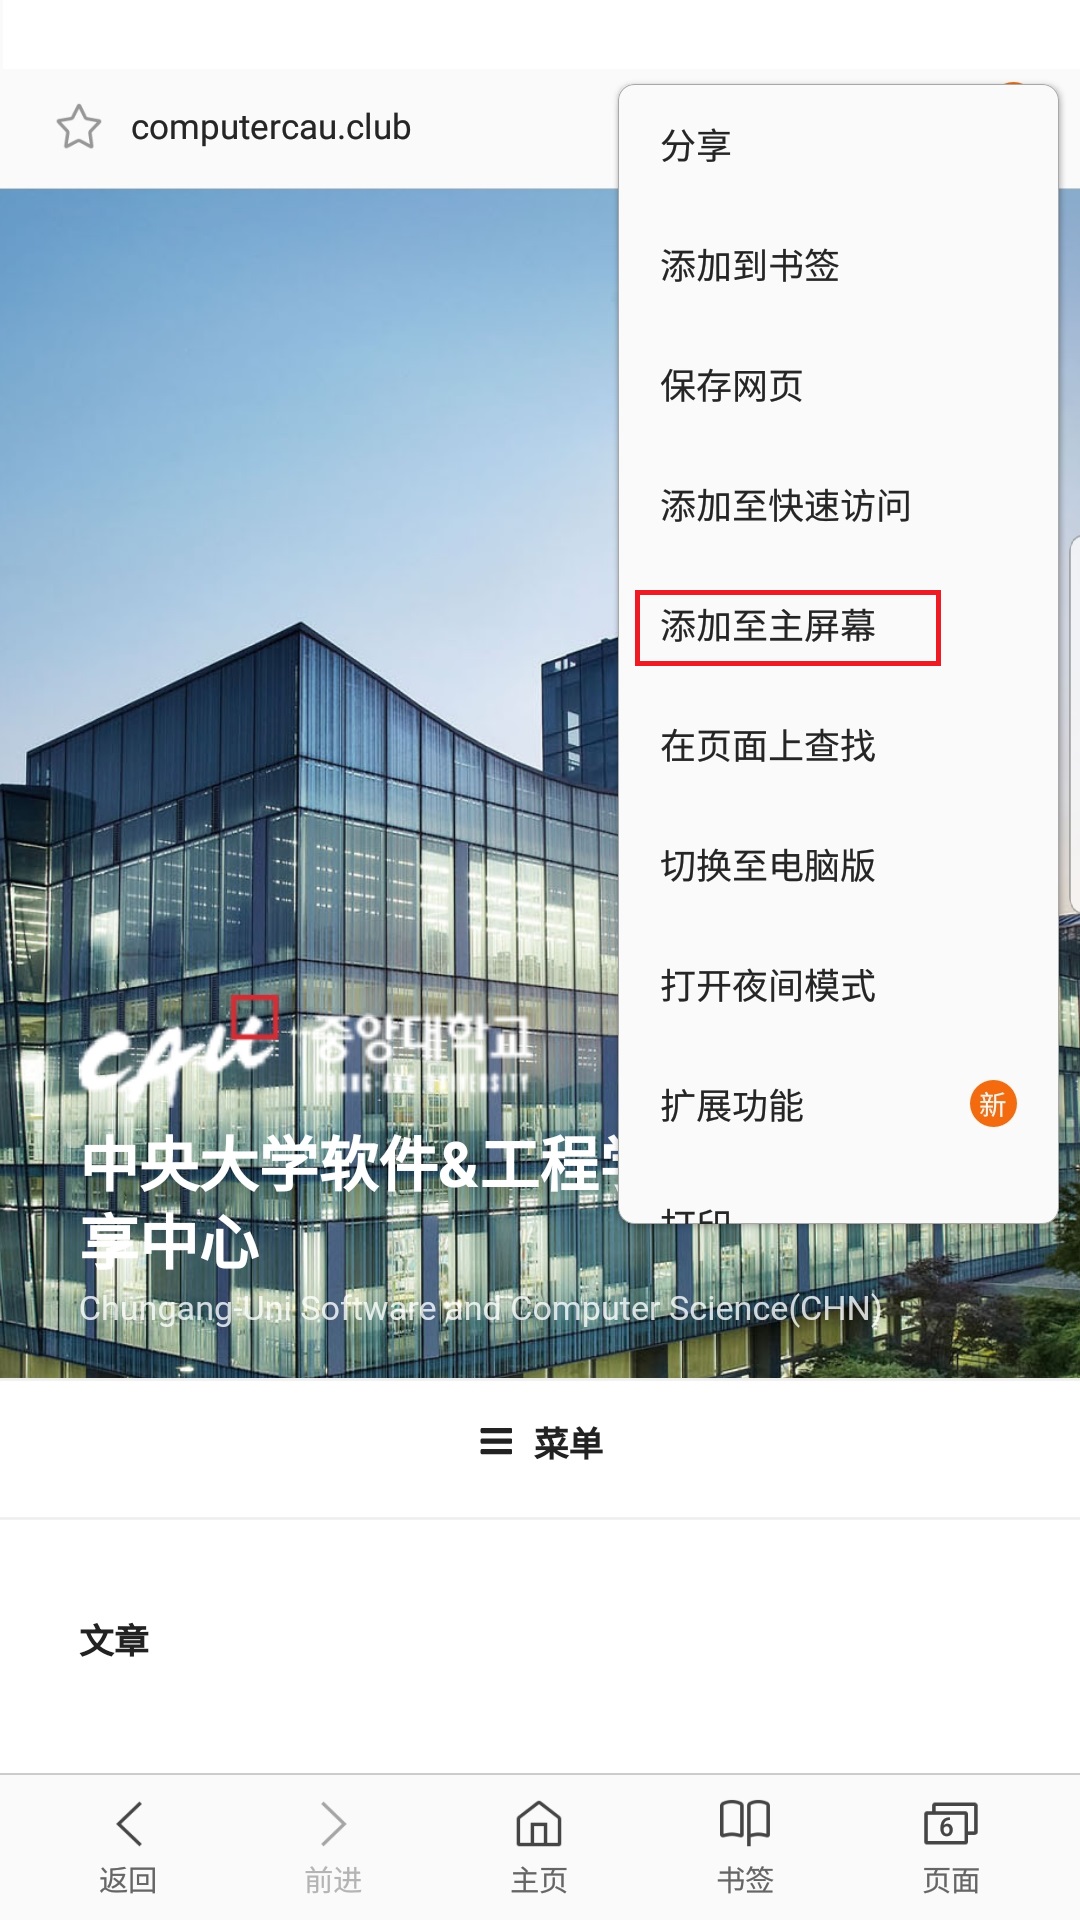 computercau.club
分享
添加到书签
保存网页
添加至快速访问
添加至主屏幕
在页面上查找
切换至电脑版
打开夜间模式
扩展功能 新
打印
CAU 중앙대학교
CHUNG-ANG UNIVERSITY
中央大学软件&工程学
享中心
Chungang-Uni Software and Computer Science(CHN)
菜单
文章
6
返回 前进 主页 书签 页面